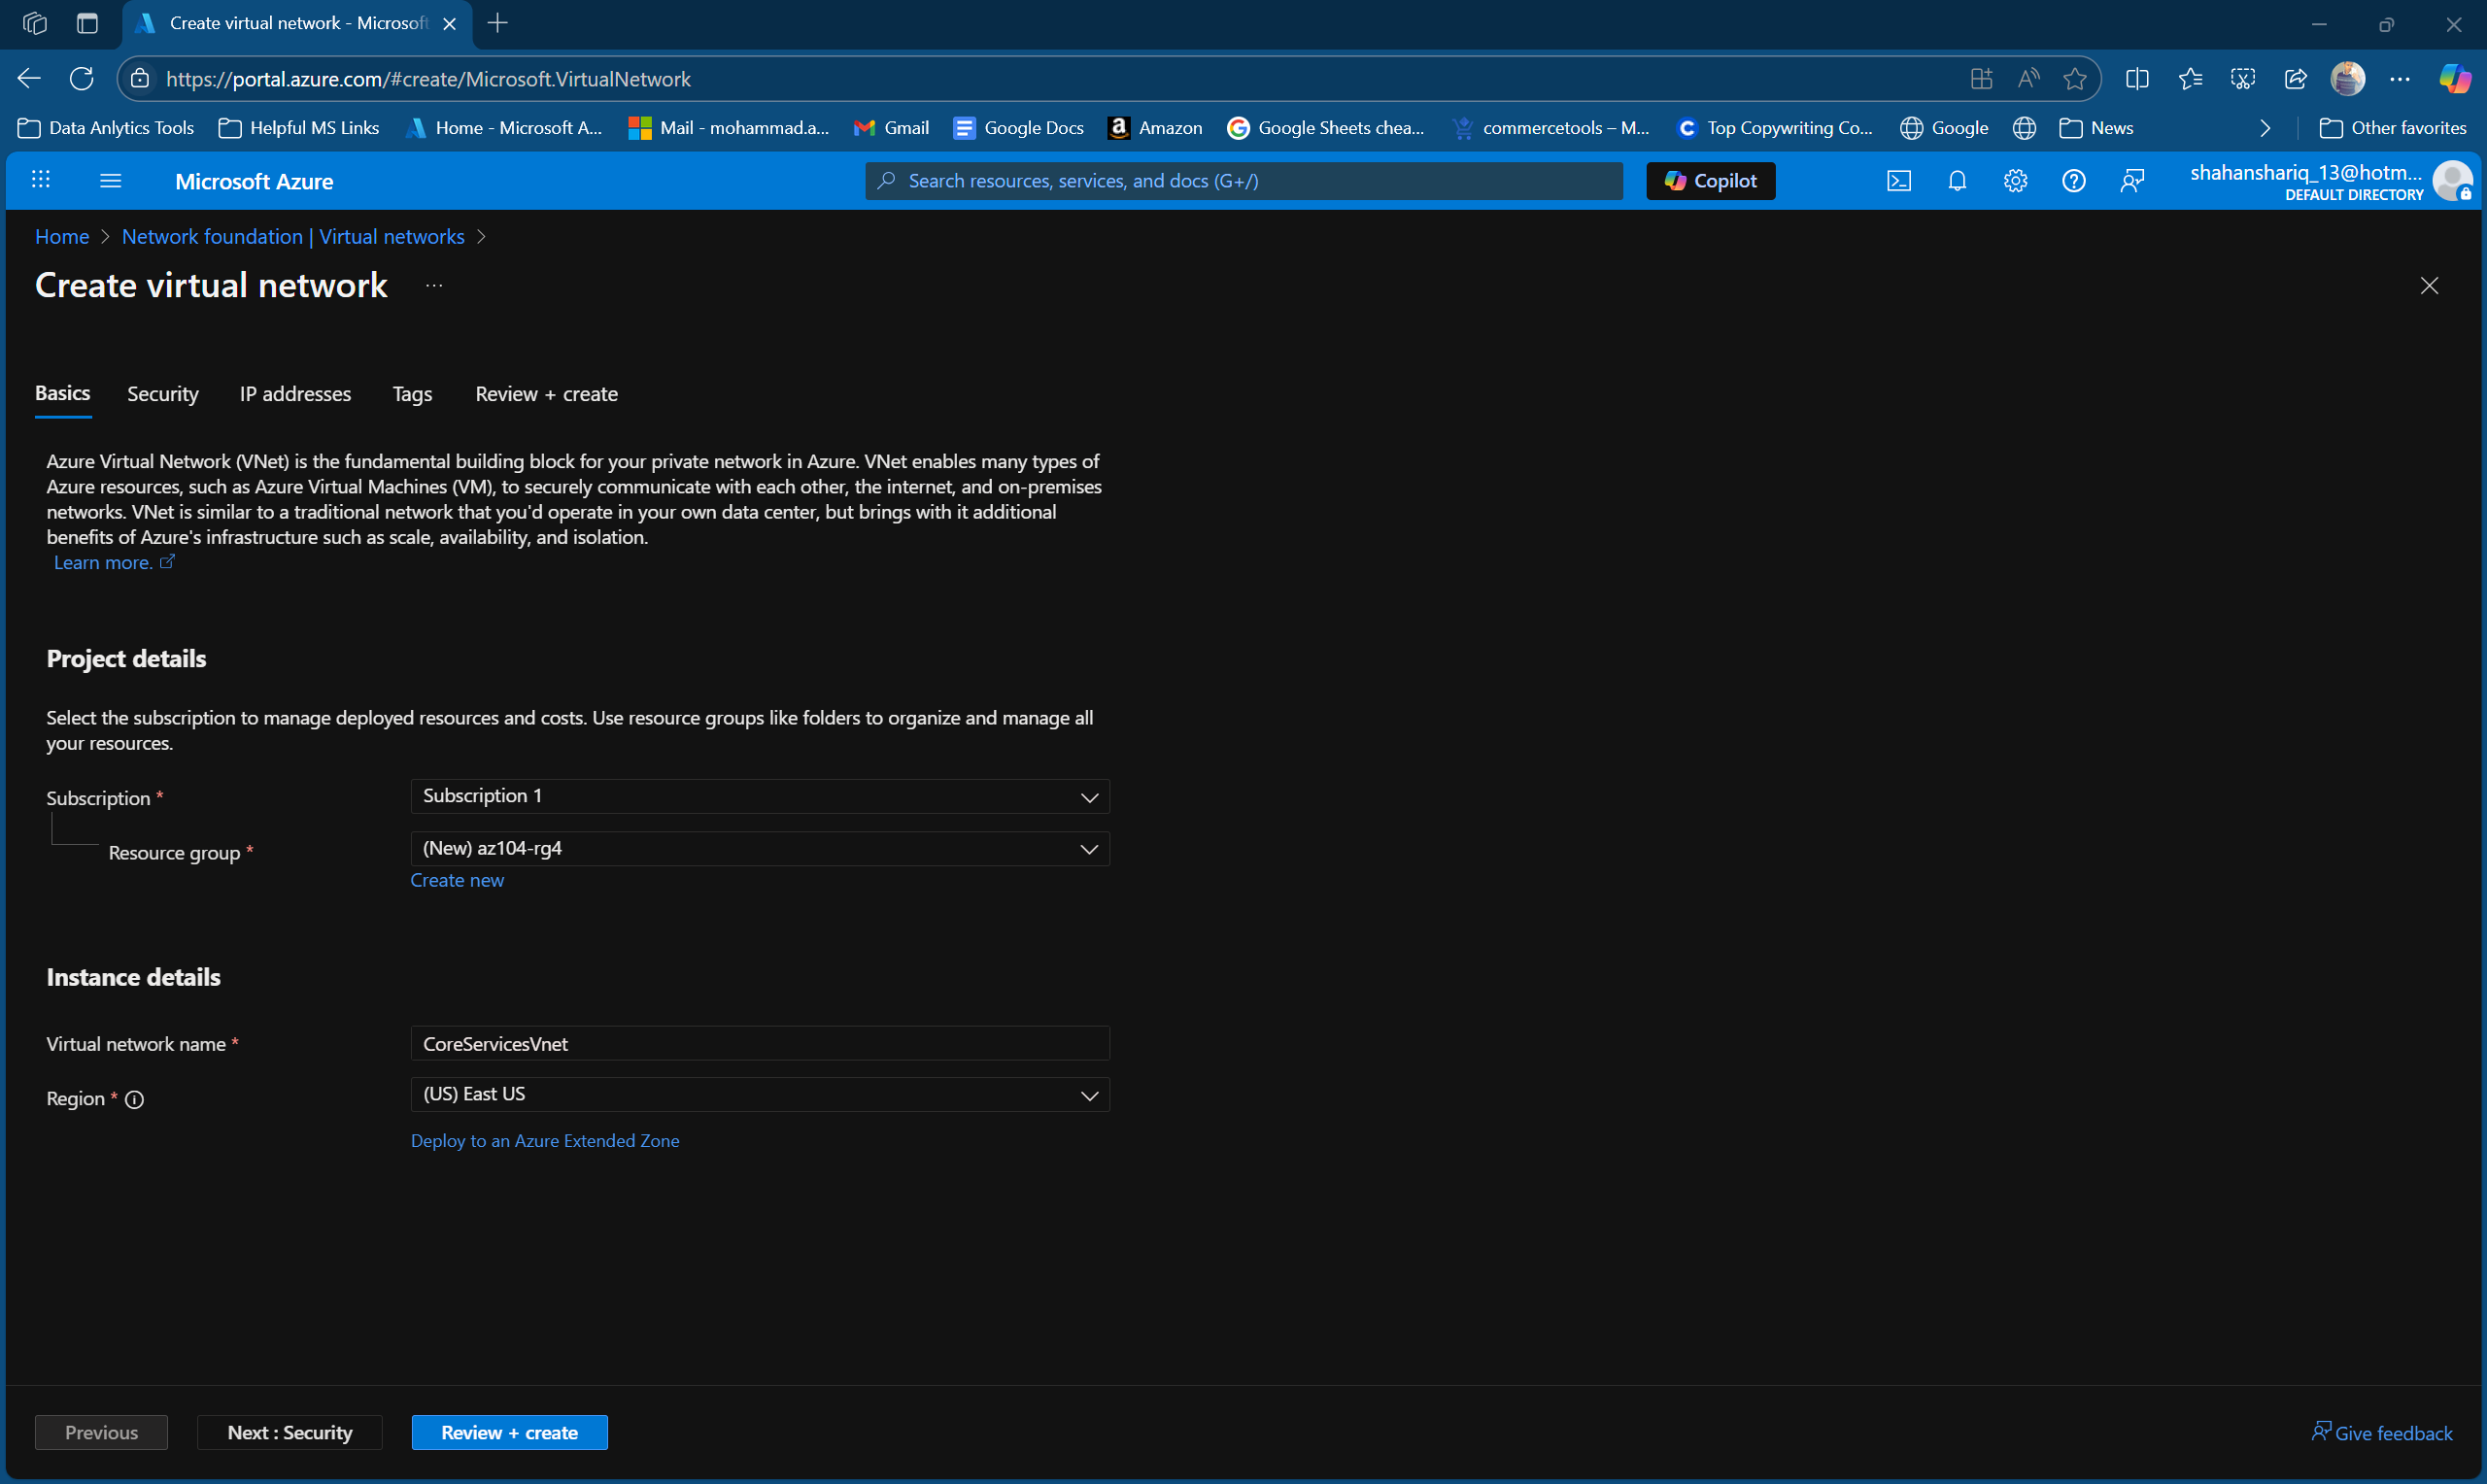 Create virtual network - Microsoft
https://portal.azure.com/#create/Microsoft.VirtualNetwork
Data Anlytics Tools Helpful MS Links Home - Microsoft A... Mail - mohammad.a... Gmail Google Docs Amazon Google Sheets chea... commercetools – M... Top Copywriting Co... Google News Other favorites
Microsoft Azure Search resources, services, and docs (G+/) Copilot shahanshariq_13@hotm...
DEFAULT DIRECTORY
Home > Network foundation | Virtual networks >
Create virtual network ...
Basics Security IP addresses Tags Review + create
Azure Virtual Network (VNet) is the fundamental building block for your private network in Azure. VNet enables many types of
Azure resources, such as Azure Virtual Machines (VM), to securely communicate with each other, the internet, and on-premises
networks. VNet is similar to a traditional network that you'd operate in your own data center, but brings with it additional
benefits of Azure's infrastructure such as scale, availability, and isolation.
Learn more.
Project details
Select the subscription to manage deployed resources and costs. Use resource groups like folders to organize and manage all
your resources.
Subscription * Subscription 1
Resource group * (New) az104-rg4
Create new
Instance details
Virtual network name * CoreServicesVnet
Region * (US) East US
Deploy to an Azure Extended Zone
Previous Next : Security Review + create Give feedback